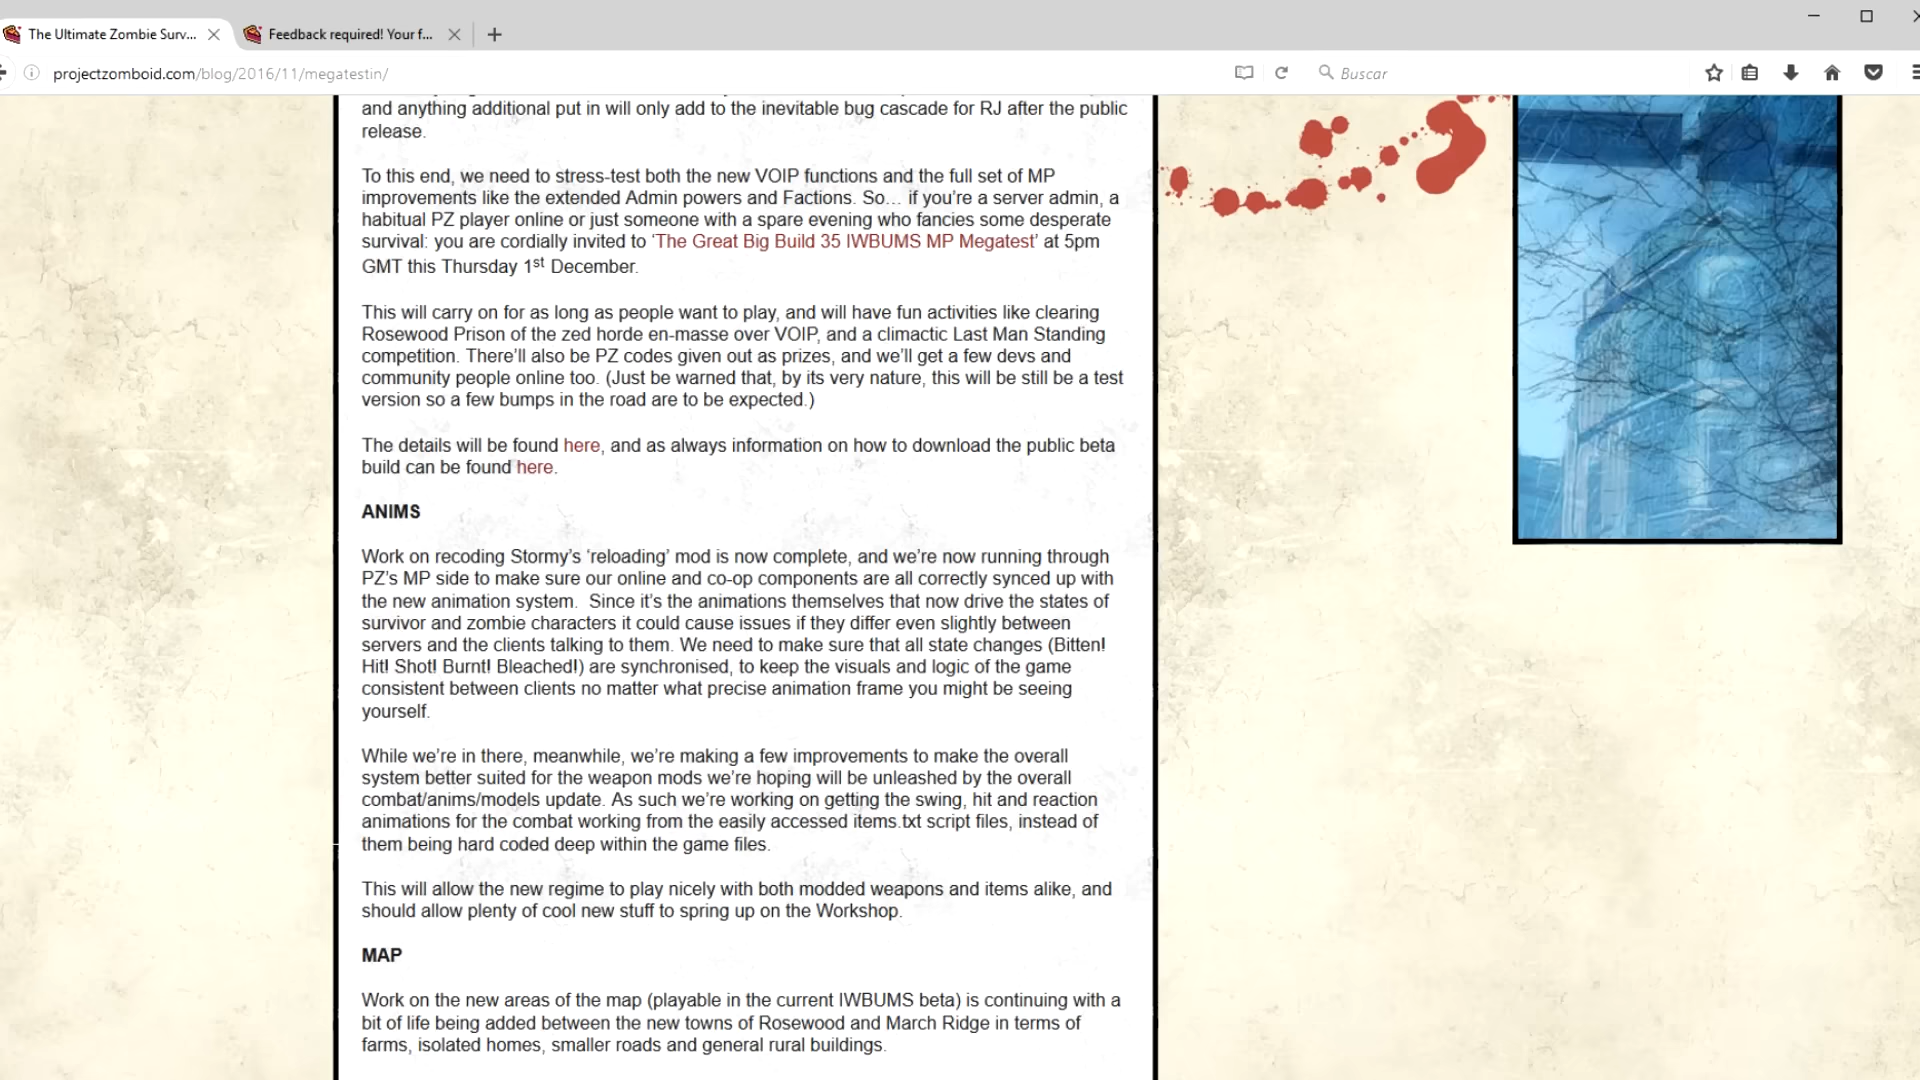 The Ultimate Zombie Surv...
Feedback required! Your f...
projectzomboid.com/blog/2016/11/megatestin/
Buscar
and anything additional put in will only add to the inevitable bug cascade for RJ after the public
release.
To this end, we need to stress-test both the new VOIP functions and the full set of MP
improvements like the extended Admin powers and Factions. So… if you’re a server admin, a
habitual PZ player online or just someone with a spare evening who fancies some desperate
survival: you are cordially invited to ‘The Great Big Build 35 IWBUMS MP Megatest’ at 5pm
GMT this Thursday 1st December.
This will carry on for as long as people want to play, and will have fun activities like clearing
Rosewood Prison of the zed horde en-masse over VOIP, and a climactic Last Man Standing
competition. There’ll also be PZ codes given out as prizes, and we’ll get a few devs and
community people online too. (Just be warned that, by its very nature, this will be still be a test
version so a few bumps in the road are to be expected.)
The details will be found here, and as always information on how to download the public beta
build can be found here.
ANIMS
Work on recoding Stormy’s ‘reloading’ mod is now complete, and we’re now running through
PZ’s MP side to make sure our online and co-op components are all correctly synced up with
the new animation system.  Since it’s the animations themselves that now drive the states of
survivor and zombie characters it could cause issues if they differ even slightly between
servers and the clients talking to them. We need to make sure that all state changes (Bitten!
Hit! Shot! Burnt! Bleached!) are synchronised, to keep the visuals and logic of the game
consistent between clients no matter what precise animation frame you might be seeing
yourself.
While we’re in there, meanwhile, we’re making a few improvements to make the overall
system better suited for the weapon mods we’re hoping will be unleashed by the overall
combat/anims/models update. As such we’re working on getting the swing, hit and reaction
animations for the combat working from the easily accessed items.txt script files, instead of
them being hard coded deep within the game files.
This will allow the new regime to play nicely with both modded weapons and items alike, and
should allow plenty of cool new stuff to spring up on the Workshop.
MAP
Work on the new areas of the map (playable in the current IWBUMS beta) is continuing with a
bit of life being added between the new towns of Rosewood and March Ridge in terms of
farms, isolated homes, smaller roads and general rural buildings.